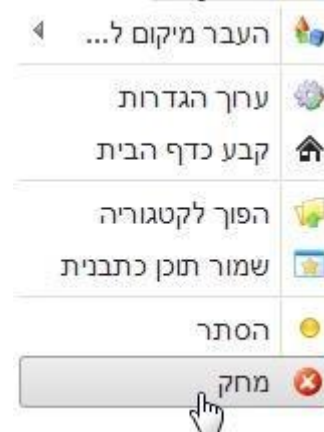 העבר מיקום ל...
ערוך הגדרות
קבע כדף הבית
הפוך לקטגוריה
שמור תוכן כתבנית
הסתר
מחק